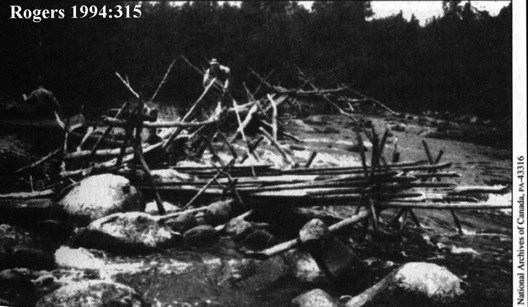 Rogers 1994:315
National Archives of Canada, PA-43316